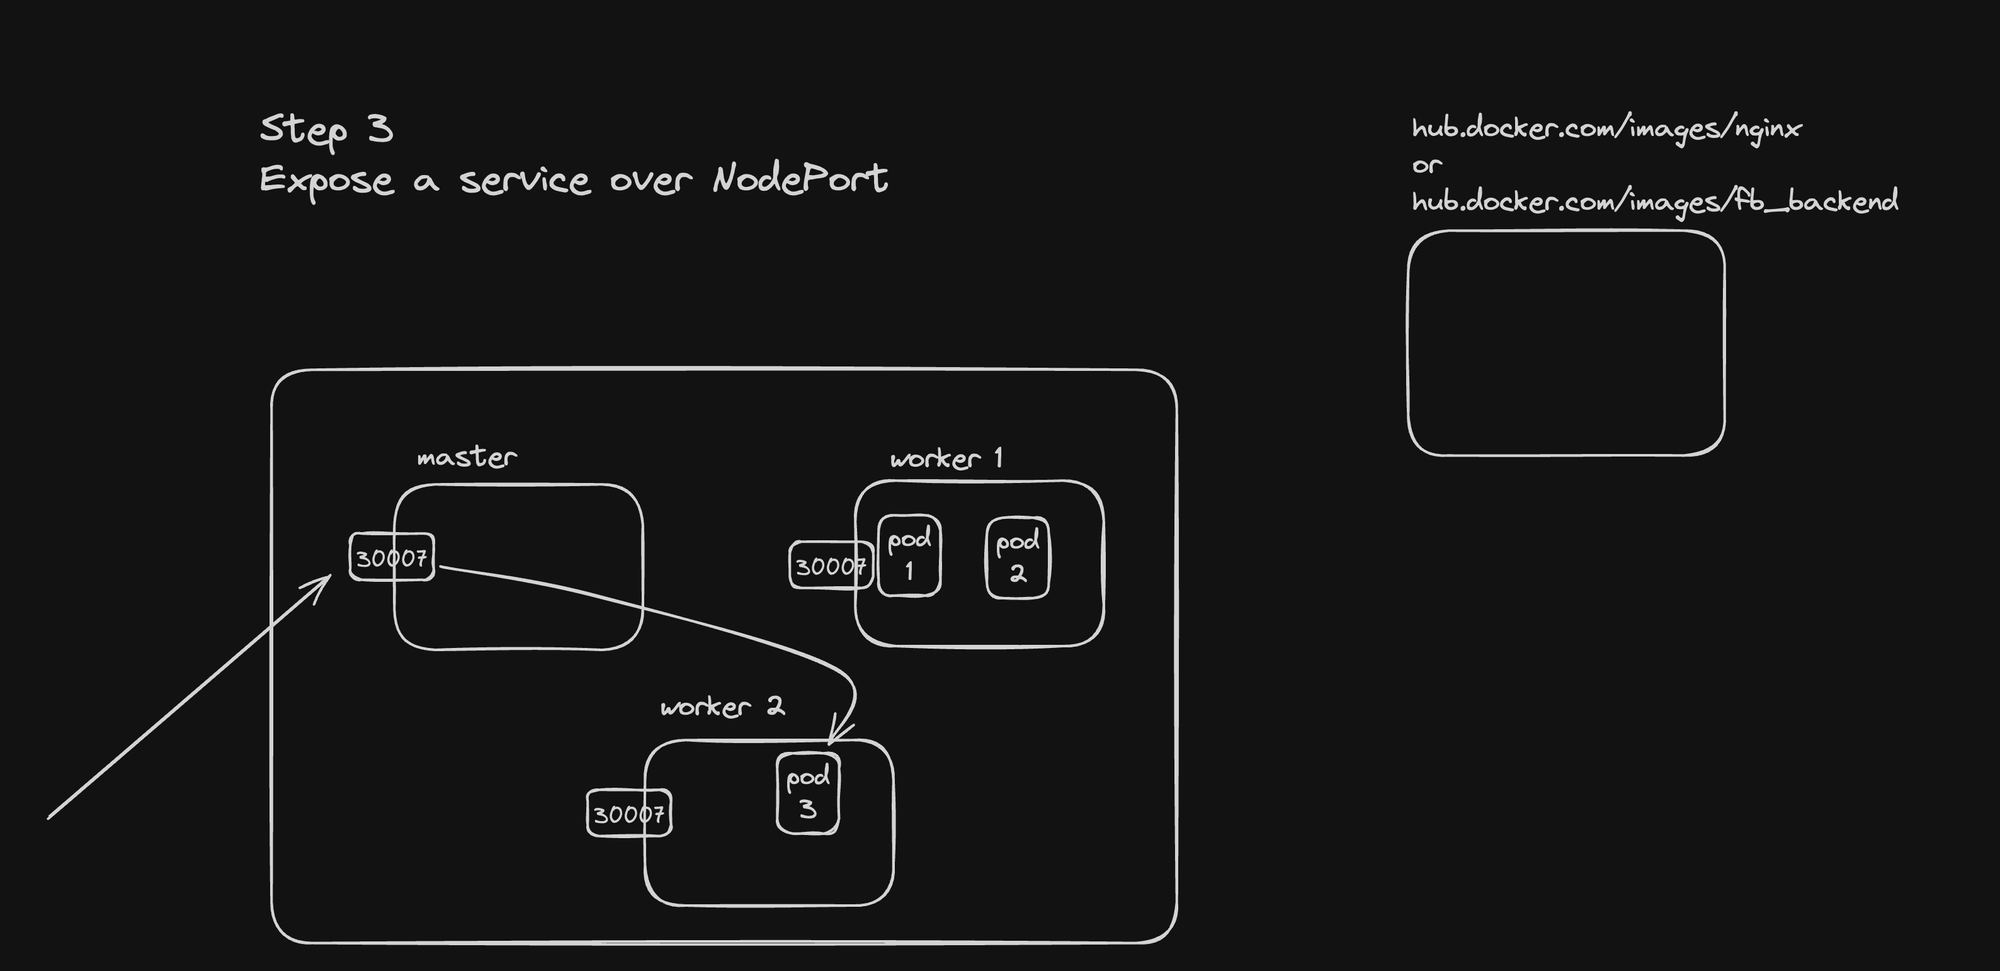 Step 3
Expose a service over NodePort
hub.docker.com/images/nginx
or
hub.docker.com/images/fb_backend
master
worker 1
30007
30007
pod
1
pod
2
worker 2
30007
pod
3